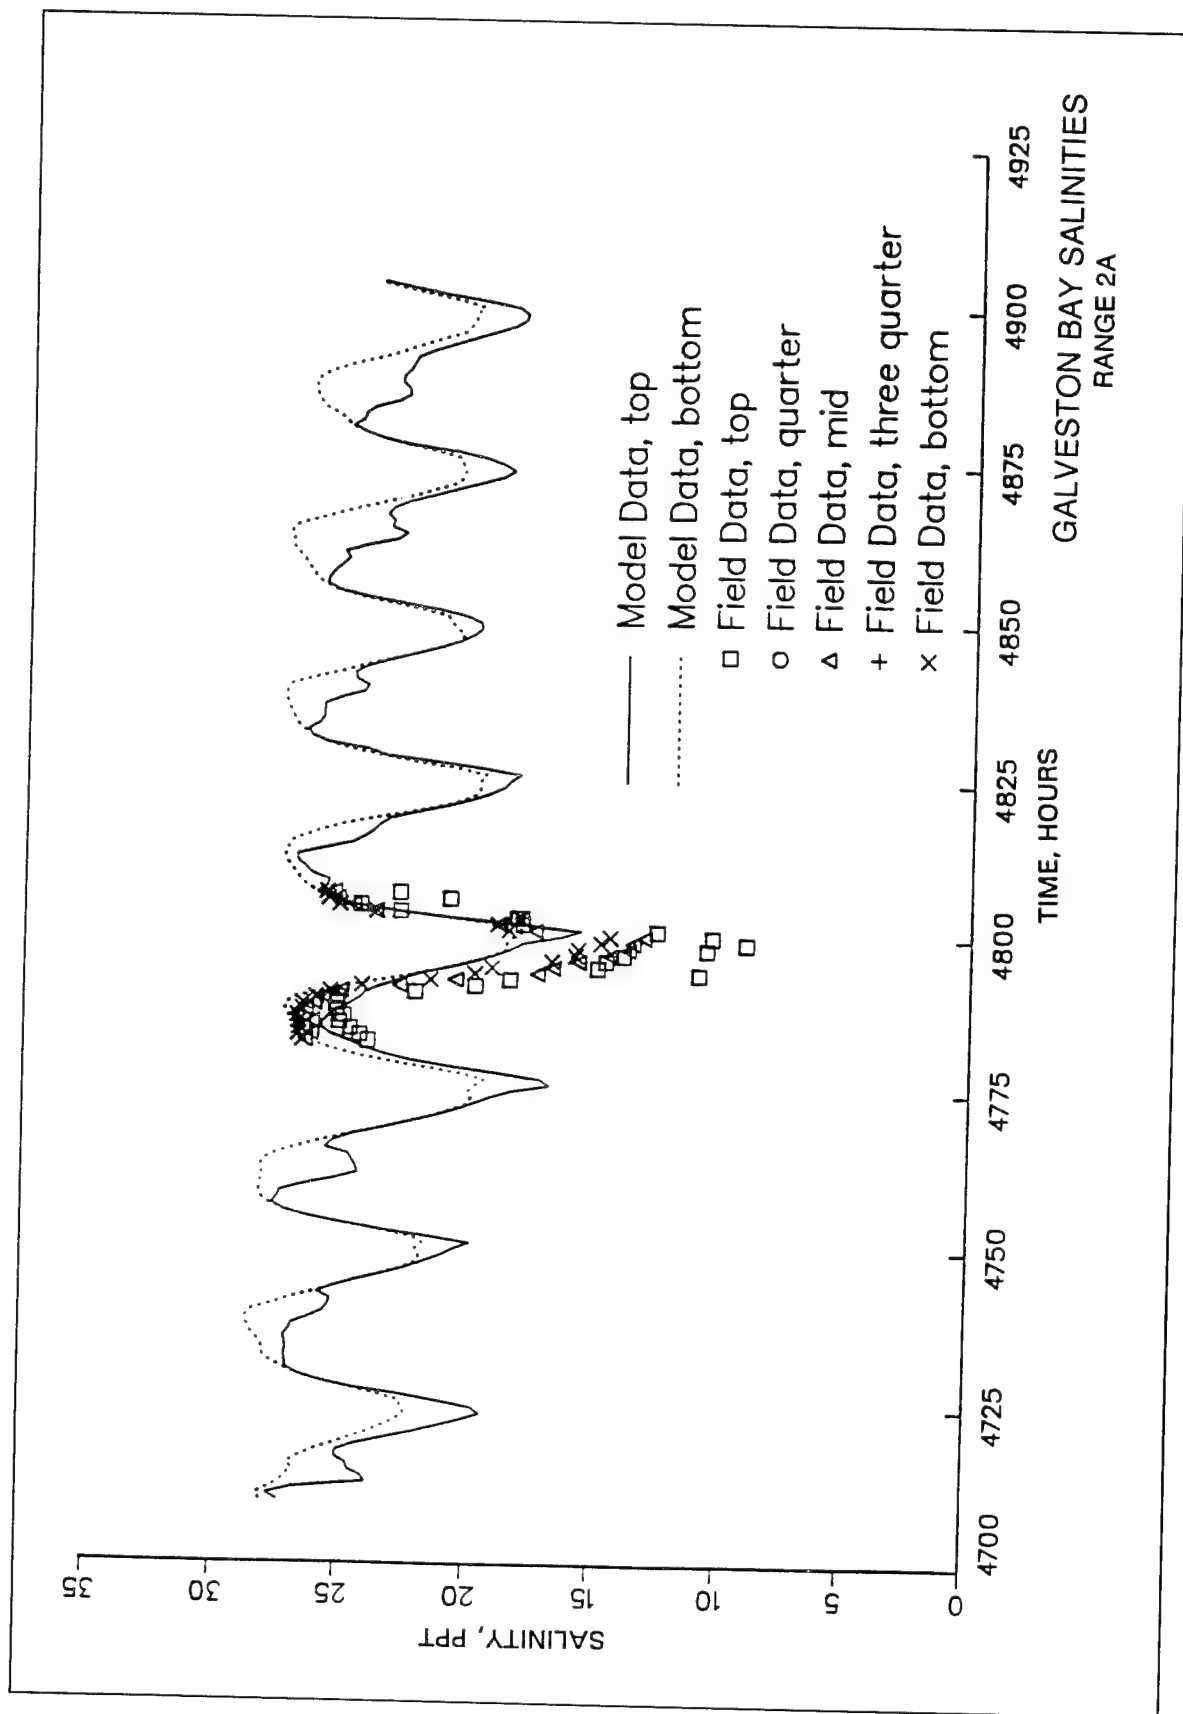 35
30
25
20
15
10
5
0
SALINITY, PPT
4700
4725
4750
4775
4800
4825
4850
4875
4900
4925
TIME, HOURS
Model Data, top
Model Data, bottom
Field Data, top
Field Data, quarter
Field Data, mid
Field Data, three quarter
Field Data, bottom
GALVESTON BAY SALINITIES
RANGE 2A